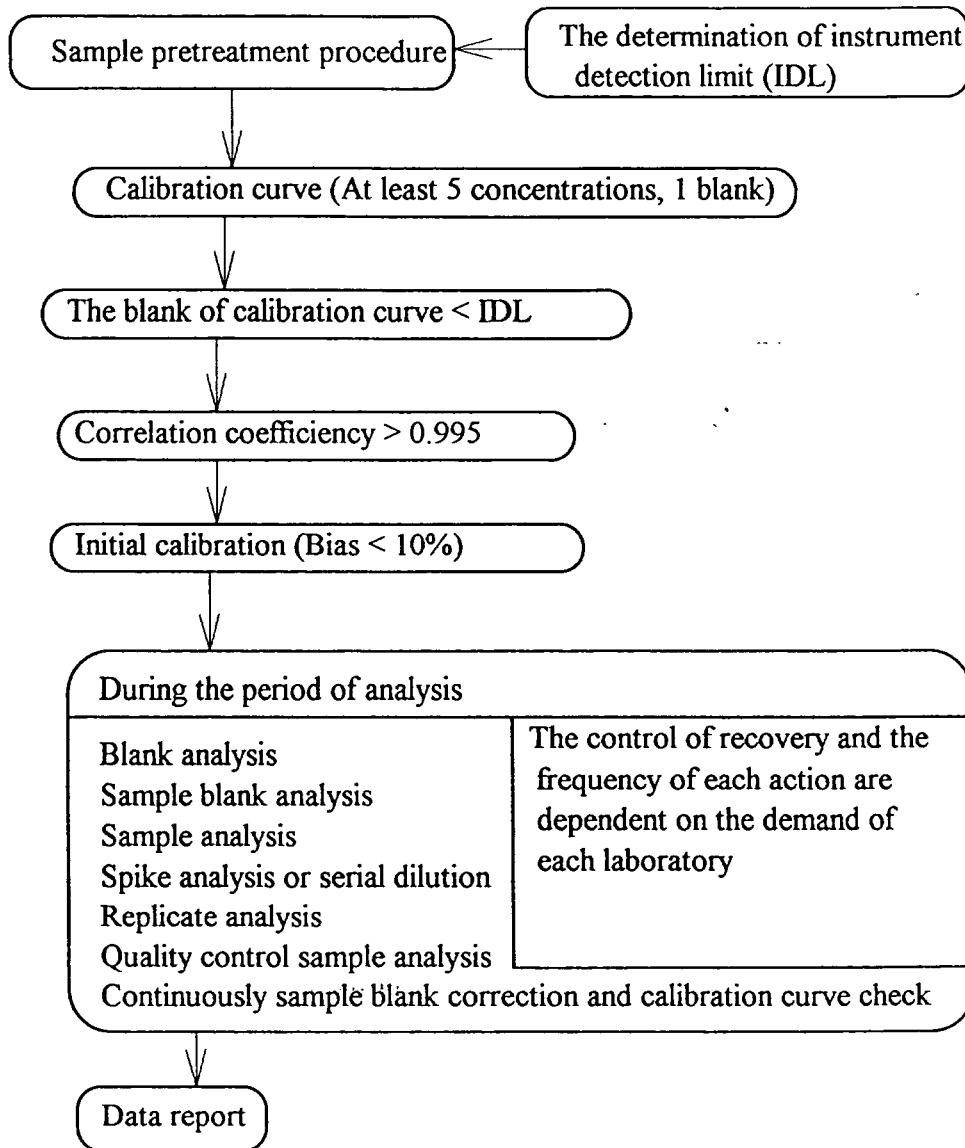 Sample pretreatment procedure
The determination of instrument
detection limit (IDL)
Calibration curve (At least 5 concentrations, 1 blank)
The blank of calibration curve < IDL
Correlation coefficiency > 0.995
Initial calibration (Bias < 10%)
During the period of analysis
Blank analysis
Sample blank analysis
Sample analysis
Spike analysis or serial dilution
Replicate analysis
Quality control sample analysis
The control of recovery and the
frequency of each action are
dependent on the demand of
each laboratory
Continuously sample blank correction and calibration curve check
Data report